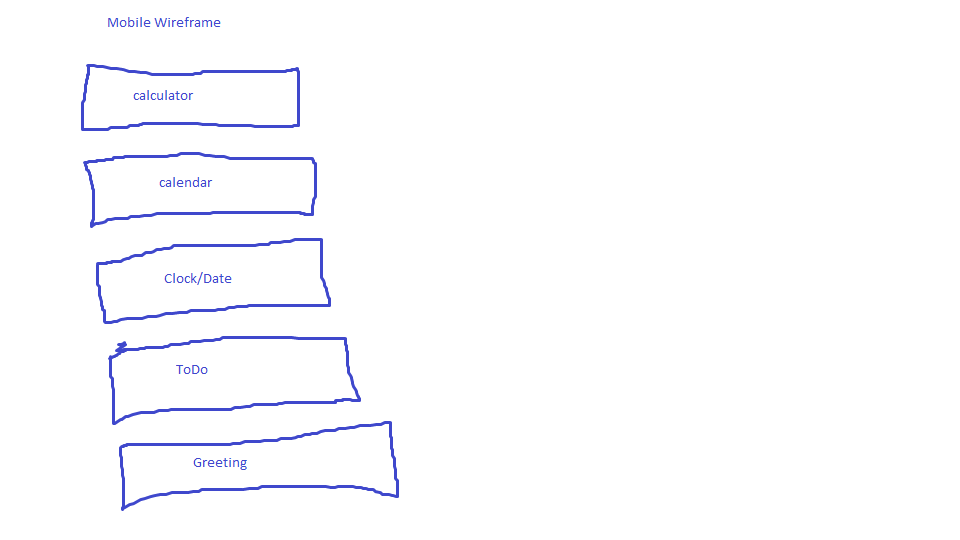 Mobile Wireframe
calculator
calendar
Clock/Date
ToDo
Greeting